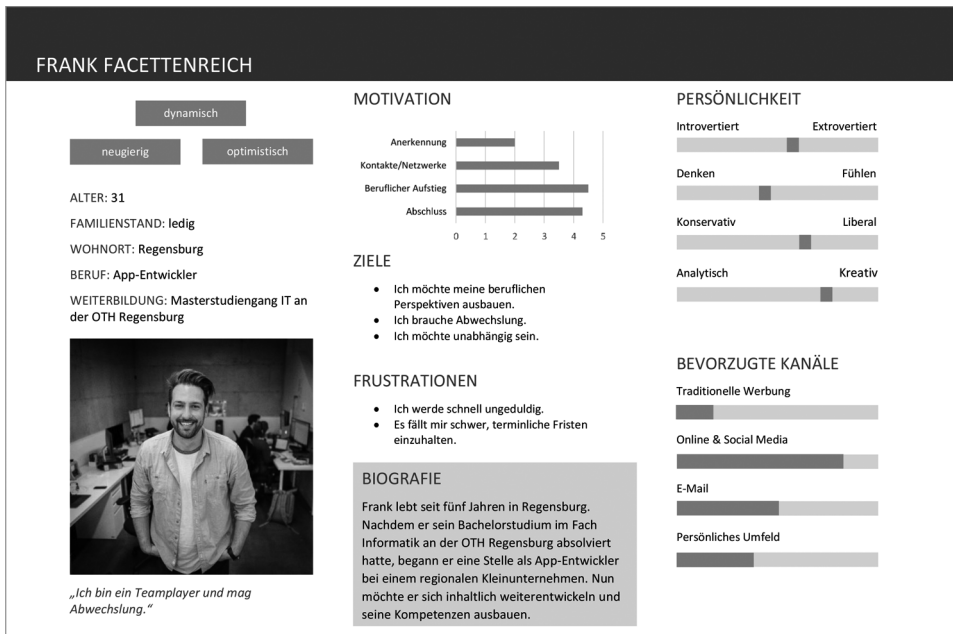 FRANK FACETTENREICH
dynamisch
neugierig
optimistisch
ALTER: 31
FAMILIENSTAND: ledig
WOHNORT: Regensburg
BERUF: App-Entwickler
WEITERBILDUNG: Masterstudiengang IT an
der OTH Regensburg
„Ich bin ein Teamplayer und mag
Abwechslung.“
MOTIVATION
Anerkennung
Kontakte/Netzwerke
Beruflicher Aufstieg
Abschluss
0 1 2 3 4 5
ZIELE
• Ich möchte meine beruflichen
Perspektiven ausbauen.
• Ich brauche Abwechslung.
• Ich möchte unabhängig sein.
FRUSTRATIONEN
• Ich werde schnell ungeduldig.
• Es fällt mir schwer, terminliche Fristen
einzuhalten.
BIOGRAFIE
Frank lebt seit fünf Jahren in Regensburg.
Nachdem er sein Bachelorstudium im Fach
Informatik an der OTH Regensburg absolviert
hatte, begann er eine Stelle als App-Entwickler
bei einem regionalen Kleinunternehmen. Nun
möchte er sich inhaltlich weiterentwickeln und
seine Kompetenzen ausbauen.
PERSÖNLICHKEIT
Introvertiert Extrovertiert
Denken Fühlen
Konservativ Liberal
Analytisch Kreativ
BEVORZUGTE KANÄLE
Traditionelle Werbung
Online & Social Media
E-Mail
Persönliches Umfeld